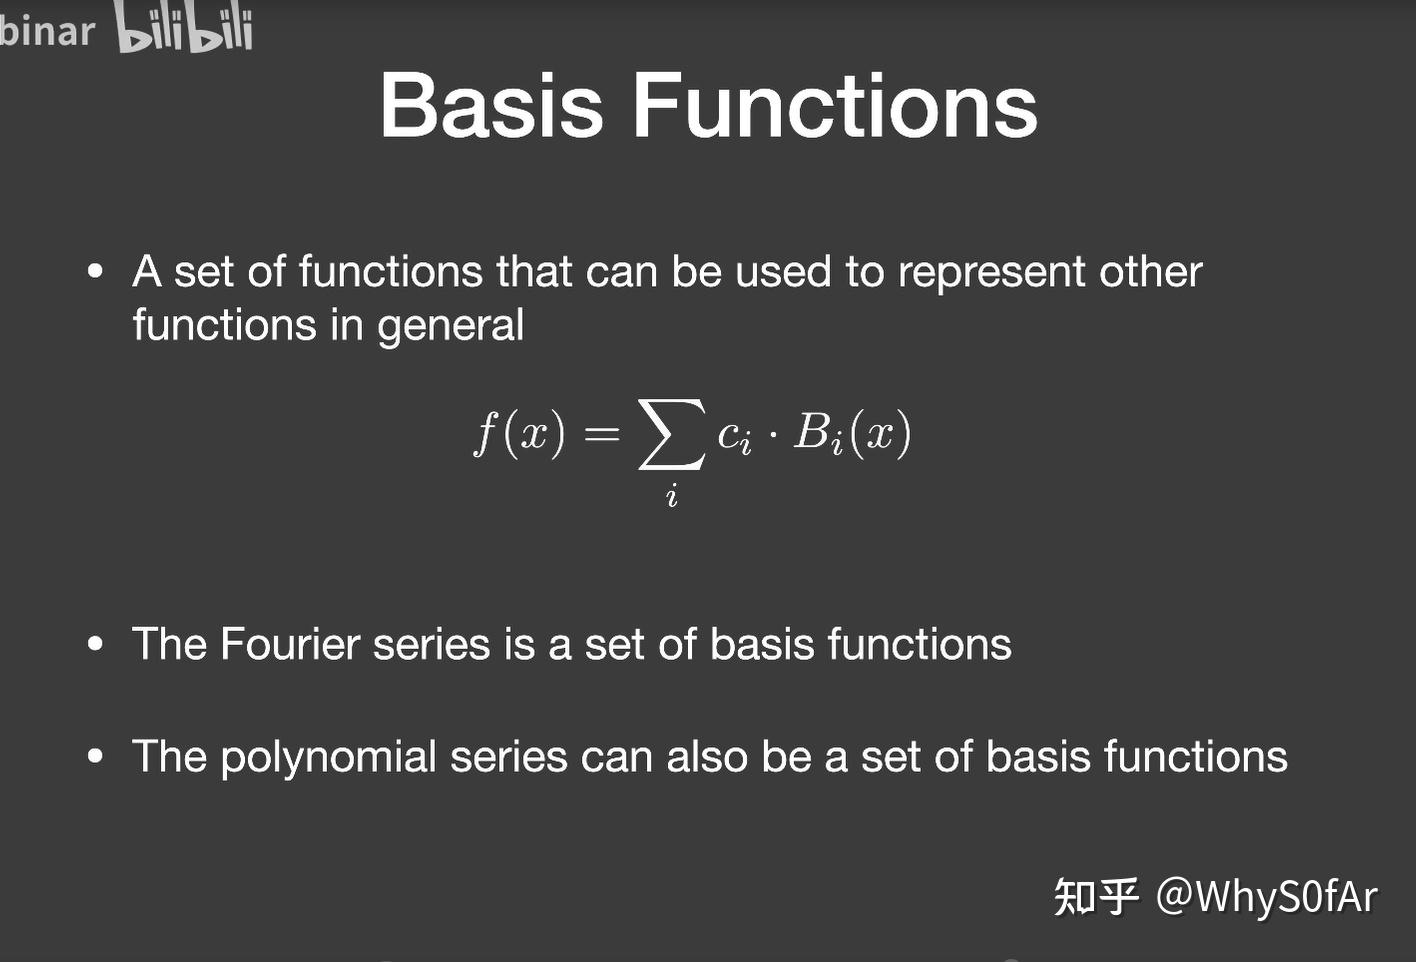 binar bilibili
Basis Functions
• A set of functions that can be used to represent other
functions in general
f(x) = ∑_i c_i · B_i(x)
• The Fourier series is a set of basis functions
• The polynomial series can also be a set of basis functions
知乎 @WhyS0fAr